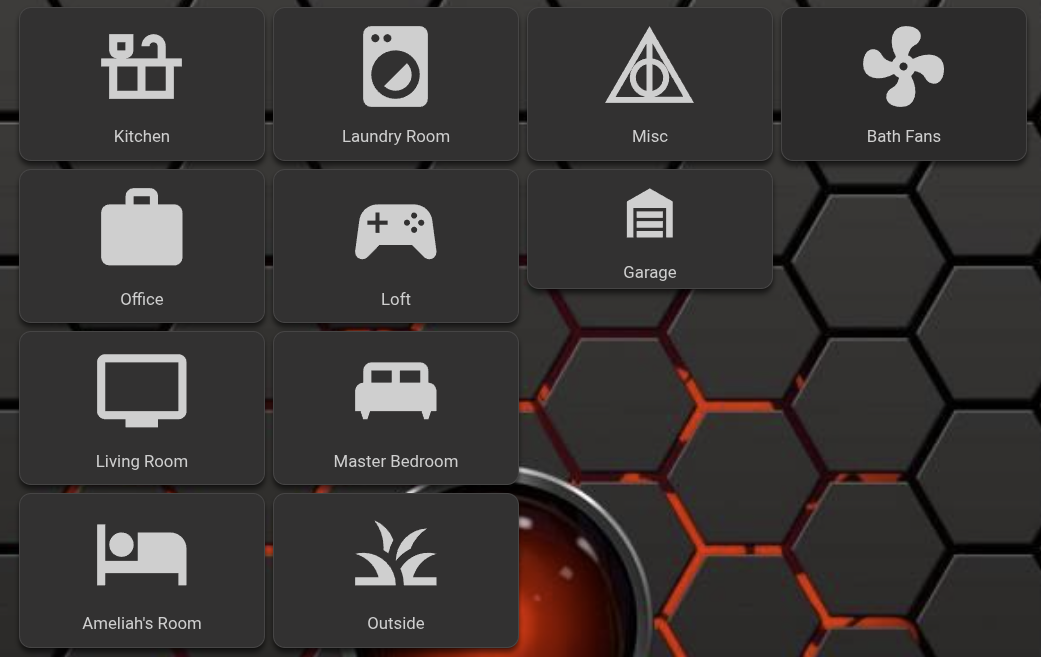 Kitchen
Laundry Room
Misc
Bath Fans
Office
Loft
Garage
Living Room
Master Bedroom
Ameliah's Room
Outside